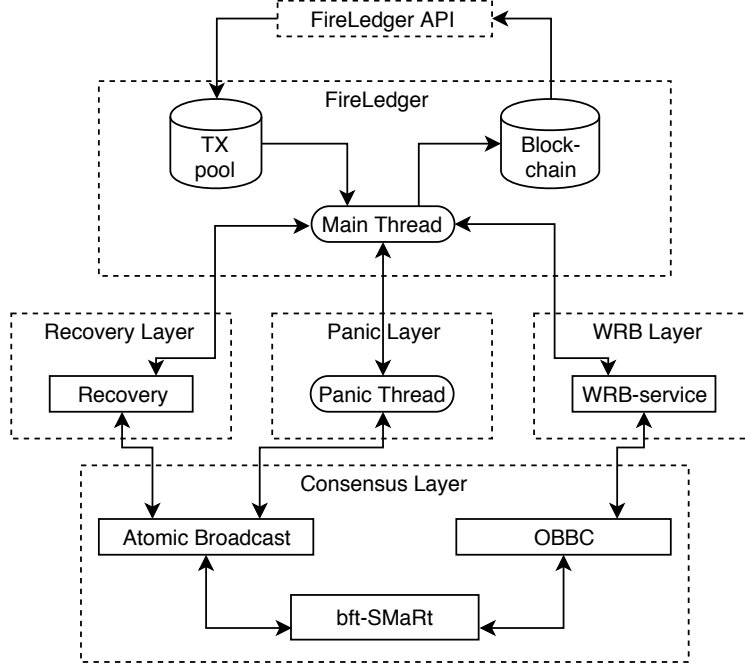 FireLedger API
FireLedger
TX
pool
Block-
chain
Main Thread
Recovery Layer
Panic Layer
WRB Layer
Recovery
Panic Thread
WRB-service
Consensus Layer
Atomic Broadcast
OBBC
bft-SMaRt